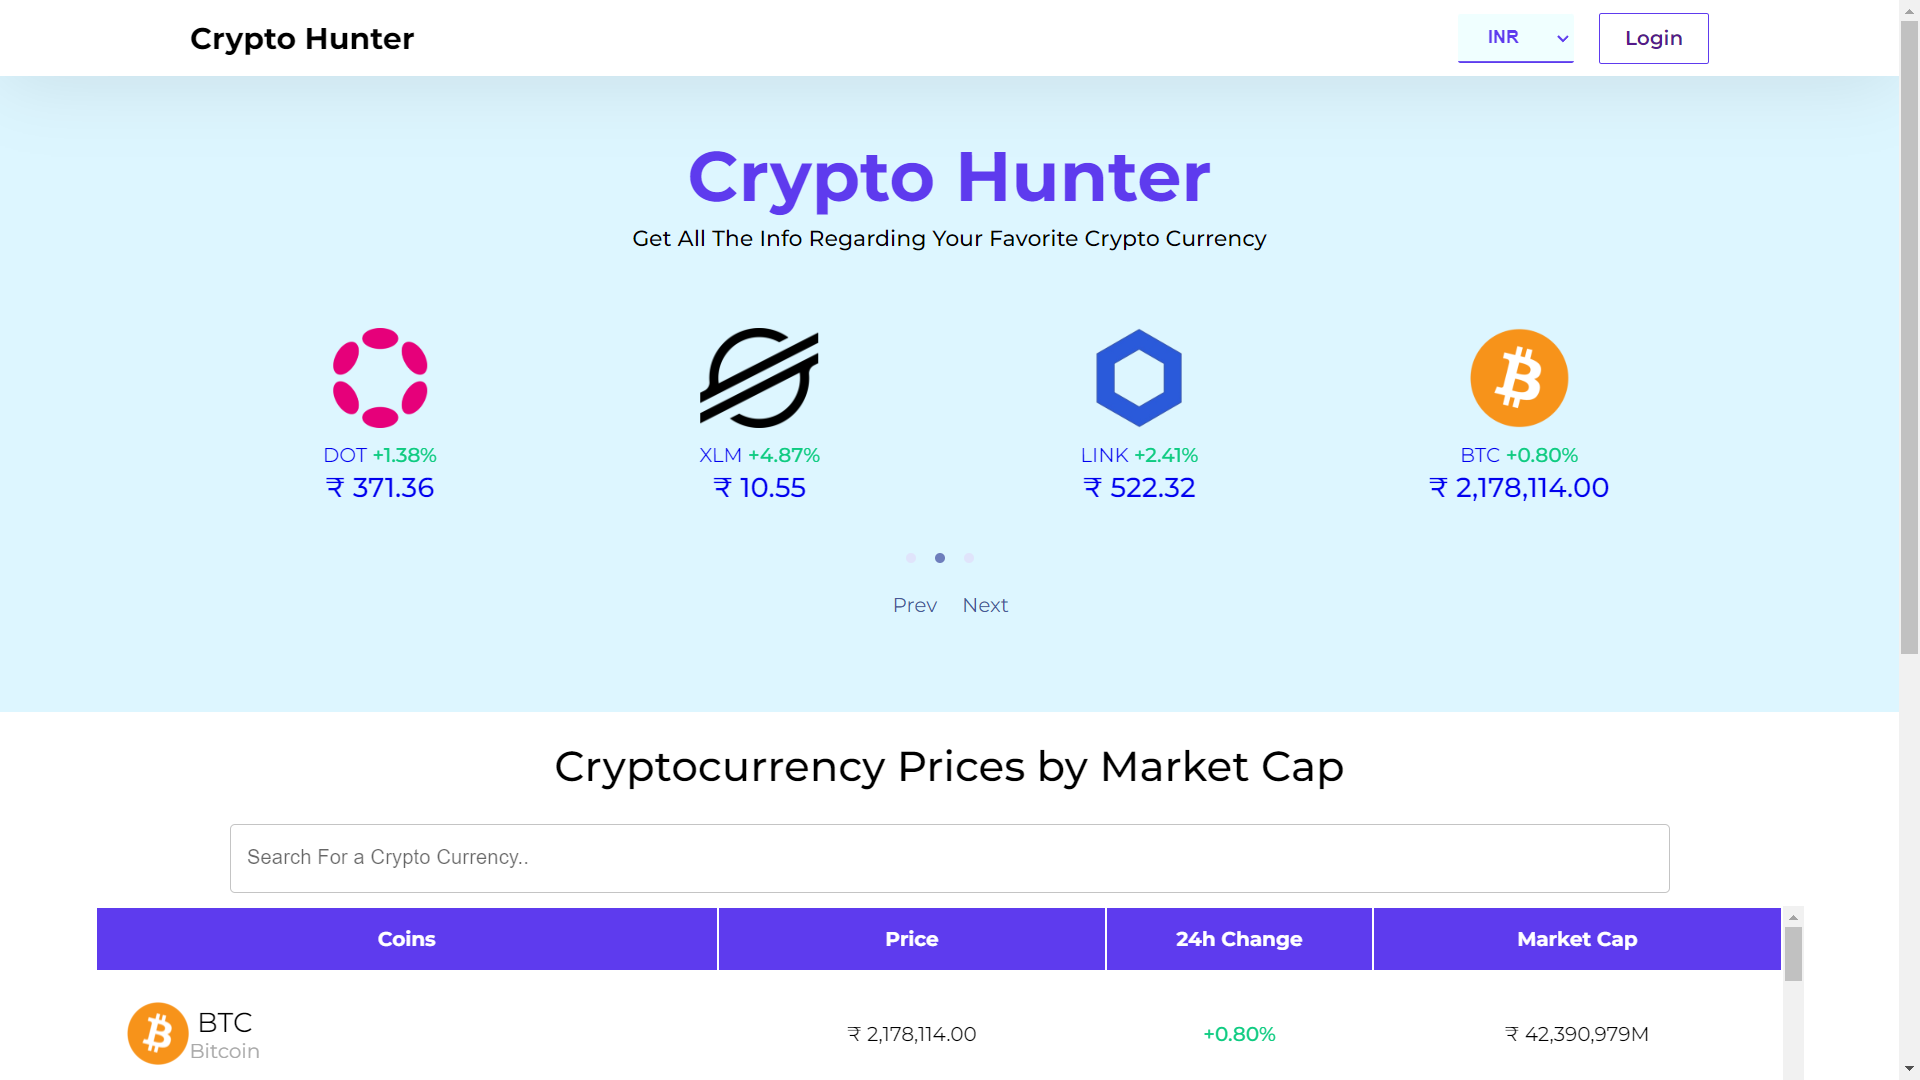 Crypto Hunter
INR
Login
Crypto Hunter
Get All The Info Regarding Your Favorite Crypto Currency
DOT +1.38%
₹ 371.36
XLM +4.87%
₹ 10.55
LINK +2.41%
₹ 522.32
BTC +0.80%
₹ 2,178,114.00
Prev Next
Cryptocurrency Prices by Market Cap
Search For a Crypto Currency..
Coins Price 24h Change Market Cap
BTC
Bitcoin
₹ 2,178,114.00 +0.80% ₹ 42,390,979M